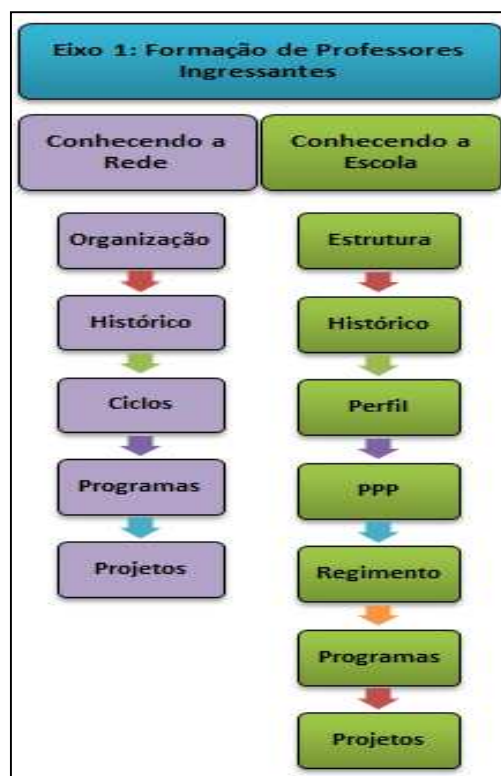 Eixo 1: Formação de Professores
Ingressantes
Conhecendo a
Rede
Organização
Histórico
Ciclos
Programas
Projetos
Conhecendo a
Escola
Estrutura
Histórico
Perfil
PPP
Regimento
Programas
Projetos